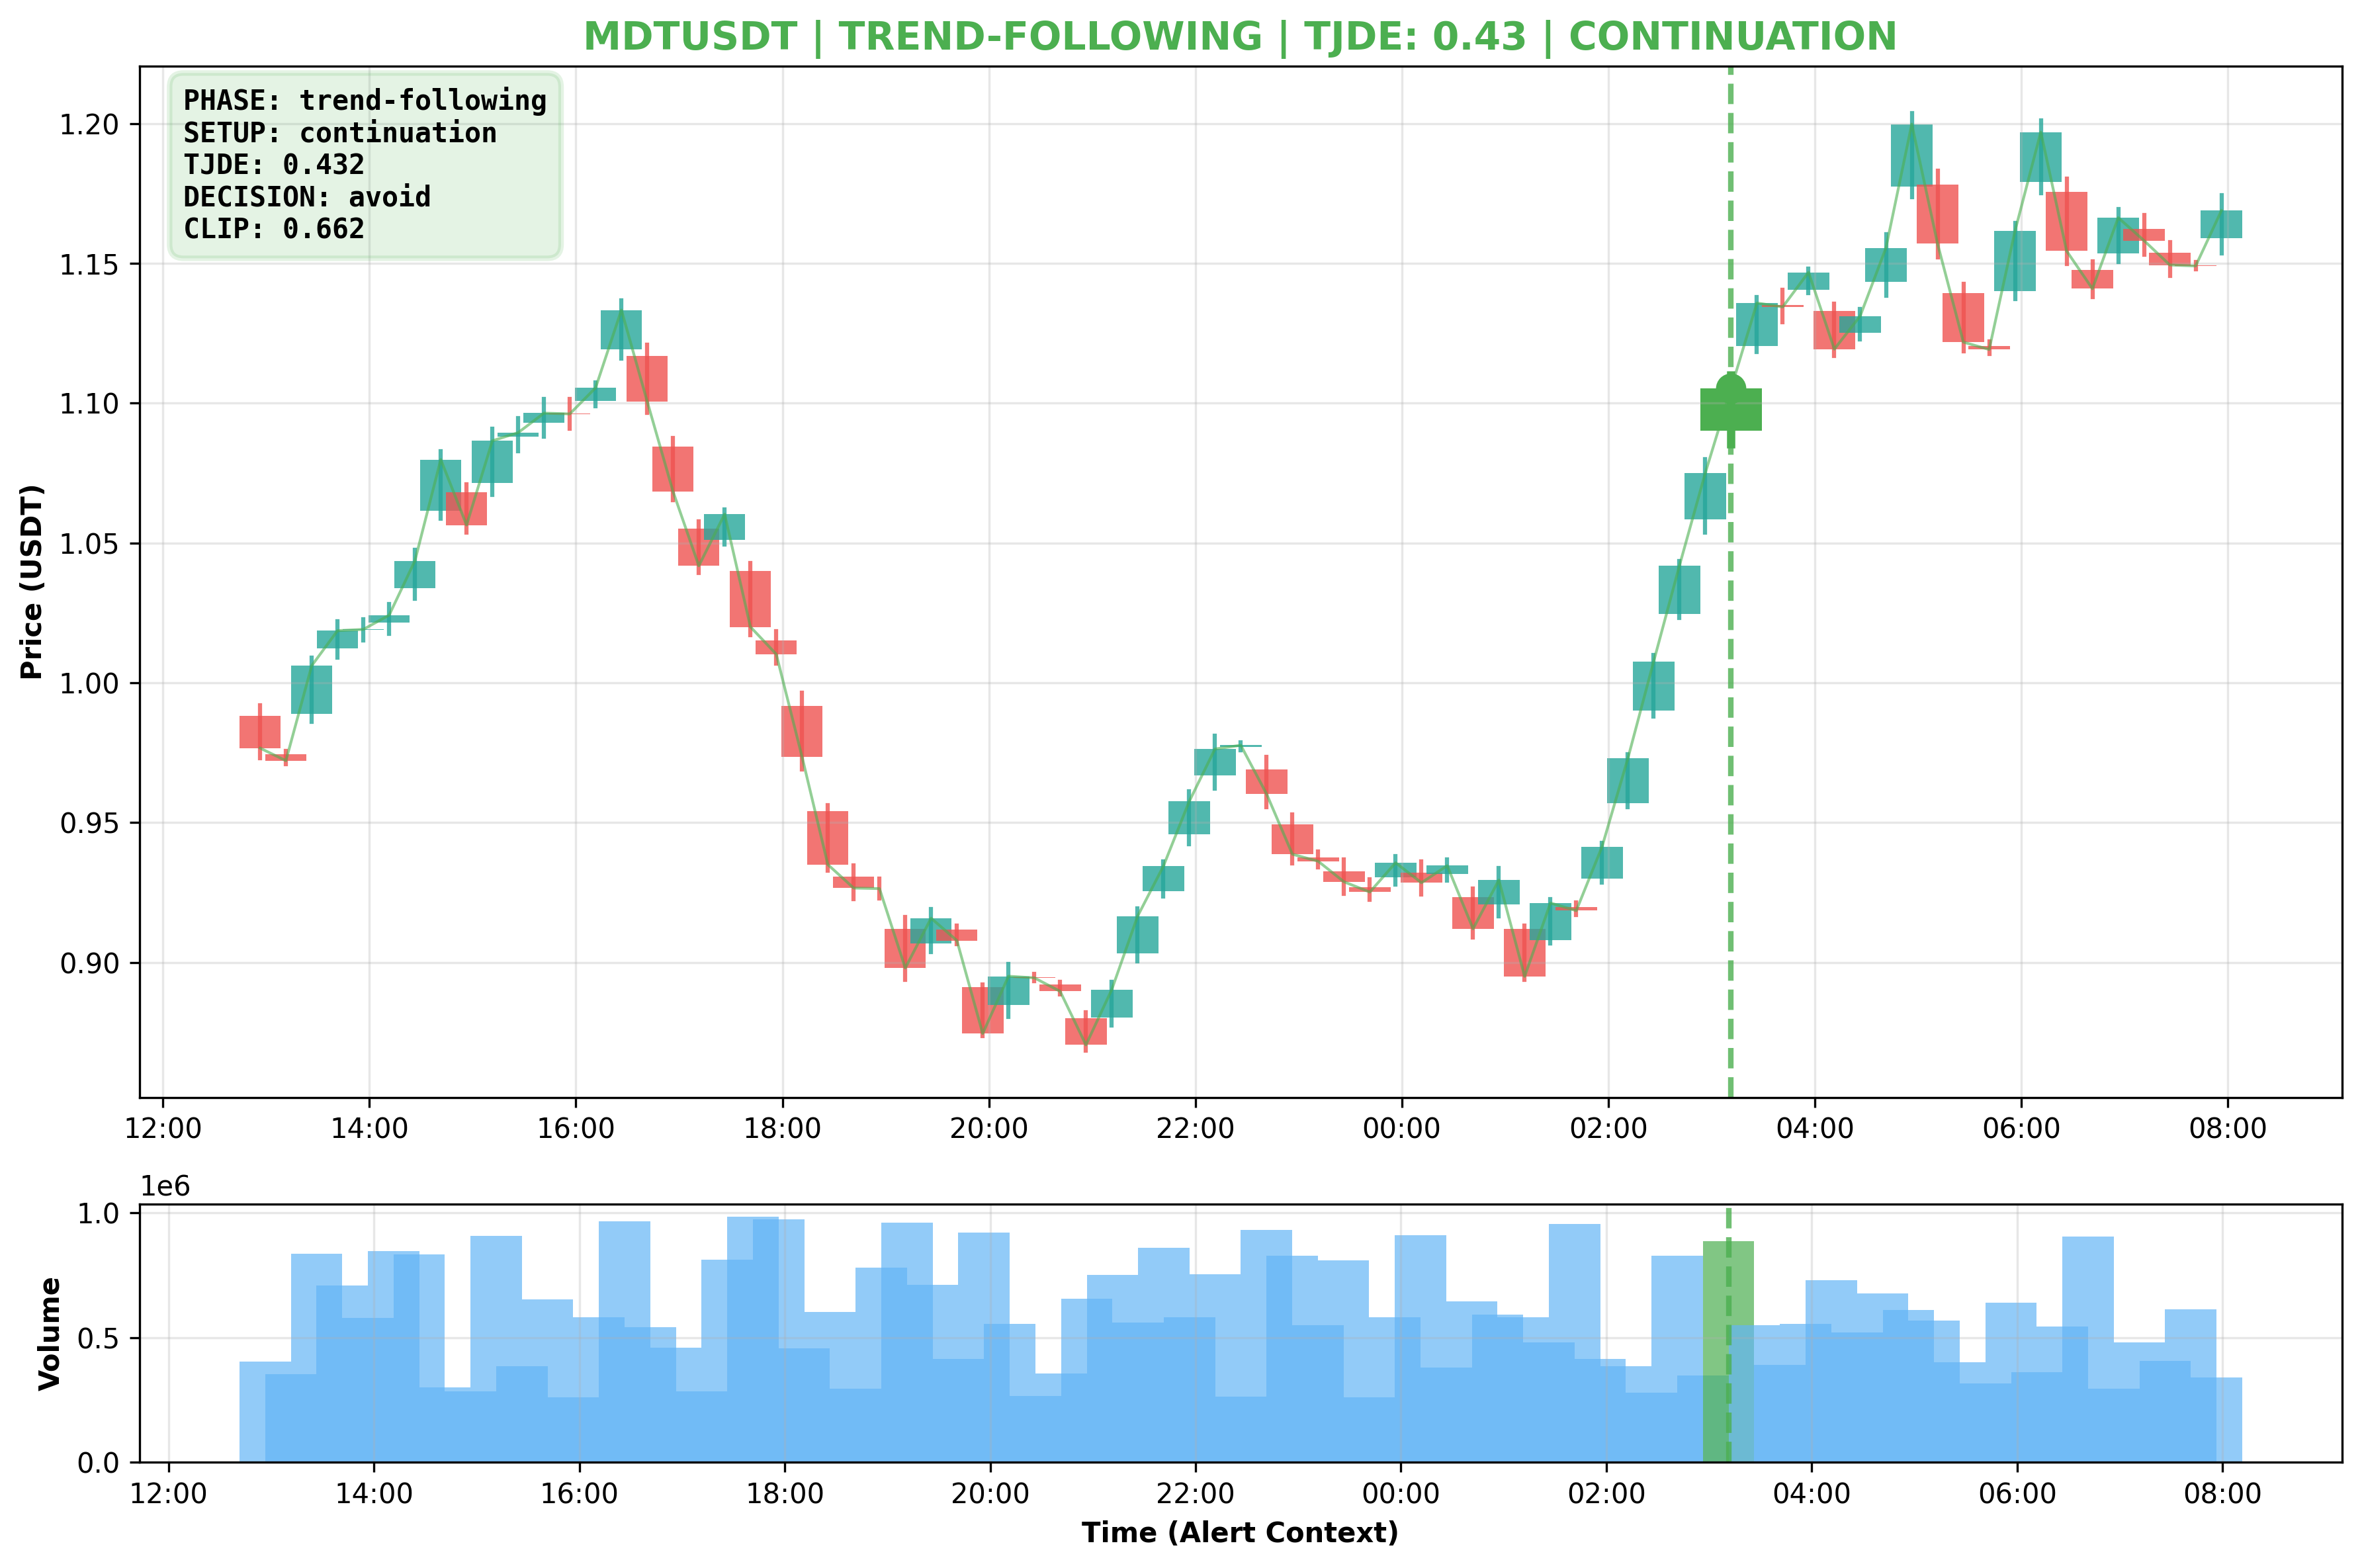 MDTUSDT | TREND-FOLLOWING | TJDE: 0.43 | CONTINUATION
PHASE: trend-following
SETUP: continuation
TJDE: 0.432
DECISION: avoid
CLIP: 0.662
Price (USDT)
1.20
1.15
1.10
1.05
1.00
0.95
0.90
12:00 14:00 16:00 18:00 20:00 22:00 00:00 02:00 04:00 06:00 08:00
1e6
Volume
1.0
0.5
0.0
12:00 14:00 16:00 18:00 20:00 22:00 00:00 02:00 04:00 06:00 08:00
Time (Alert Context)